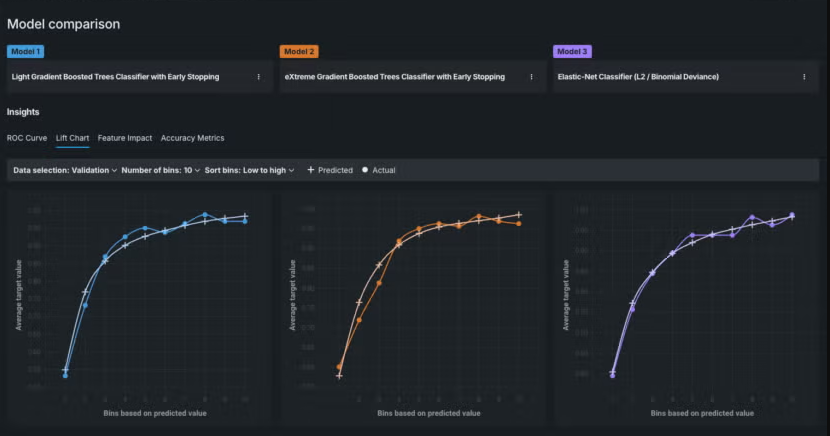 Model comparison
Model 1
Model 2
Model 3
Light Gradient Boosted Trees Classifier with Early Stopping
eXtreme Gradient Boosted Trees Classifier with Early Stopping
Elastic-Net Classifier (L2 / Binomial Deviance)
Insights
ROC Curve Lift Chart Feature Impact Accuracy Metrics
Data selection: Validation Number of bins: 10 Sort bins: Low to high Predicted Actual
Average target value
Average target value
Average target value
Bins based on predicted value
Bins based on predicted value
Bins based on predicted value